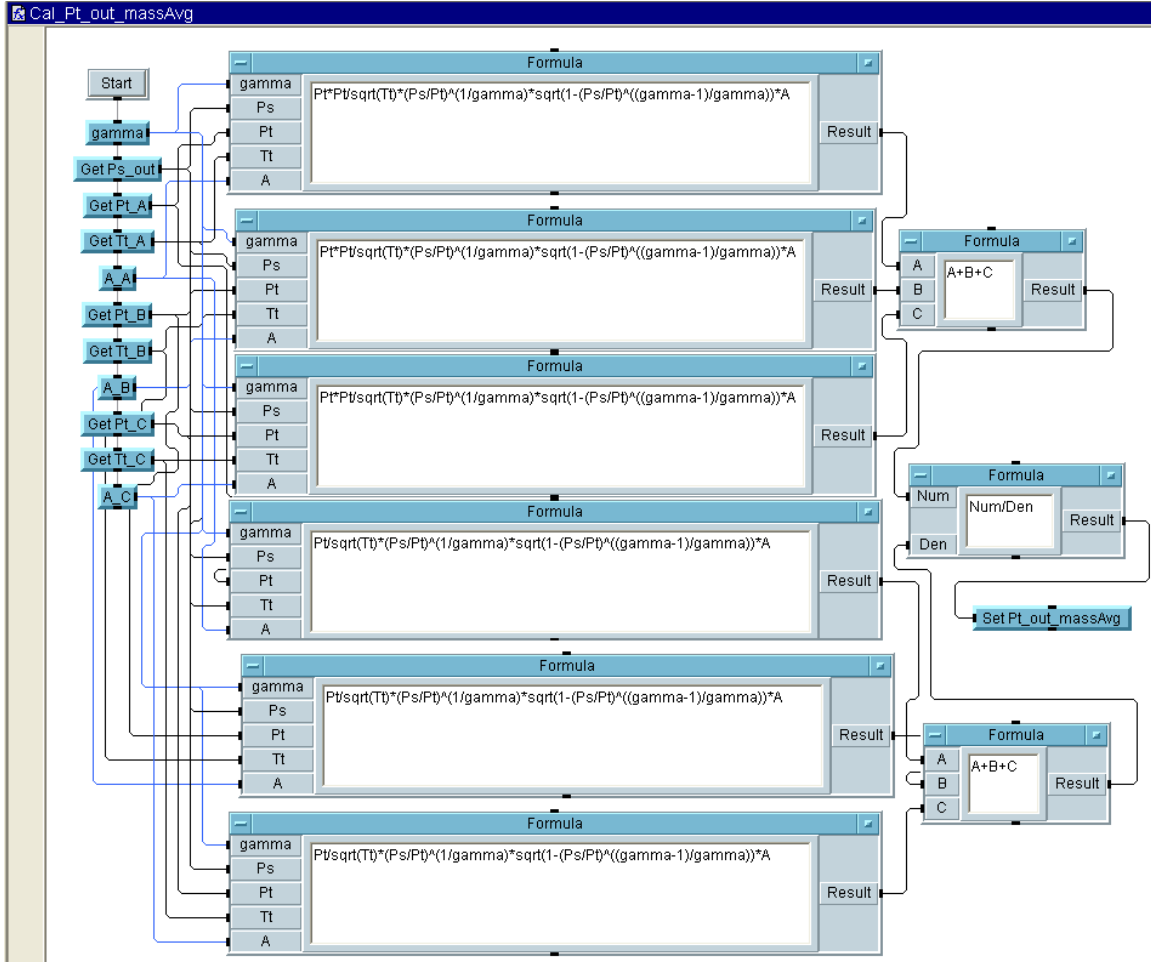 Cal_Pt_out_massAvg
Start
gamma
Get Ps_out
Get Pt_A
Get Tt_A
A_A
Get Pt_B
Get Tt_B
A_B
Get Pt_C
Get Tt_C
A_C
Formula
gamma
Ps
Pt
Tt
A
Pt*Pt/sqrt(Tt)*(Ps/Pt)^(1/gamma)*sqrt(1-(Ps/Pt)^((gamma-1)/gamma))*A
Result
Formula
gamma
Ps
Pt
Tt
A
Pt*Pt/sqrt(Tt)*(Ps/Pt)^(1/gamma)*sqrt(1-(Ps/Pt)^((gamma-1)/gamma))*A
Result
Formula
gamma
Ps
Pt
Tt
A
Pt*Pt/sqrt(Tt)*(Ps/Pt)^(1/gamma)*sqrt(1-(Ps/Pt)^((gamma-1)/gamma))*A
Result
Formula
gamma
Ps
Pt
Tt
A
Pt/sqrt(Tt)*(Ps/Pt)^(1/gamma)*sqrt(1-(Ps/Pt)^((gamma-1)/gamma))*A
Result
Formula
gamma
Ps
Pt
Tt
A
Pt/sqrt(Tt)*(Ps/Pt)^(1/gamma)*sqrt(1-(Ps/Pt)^((gamma-1)/gamma))*A
Result
Formula
gamma
Ps
Pt
Tt
A
Pt/sqrt(Tt)*(Ps/Pt)^(1/gamma)*sqrt(1-(Ps/Pt)^((gamma-1)/gamma))*A
Result
Formula
A
B
C
A+B+C
Result
Formula
Num
Den
Num/Den
Result
Set Pt_out_massAvg
Formula
A
B
C
A+B+C
Result